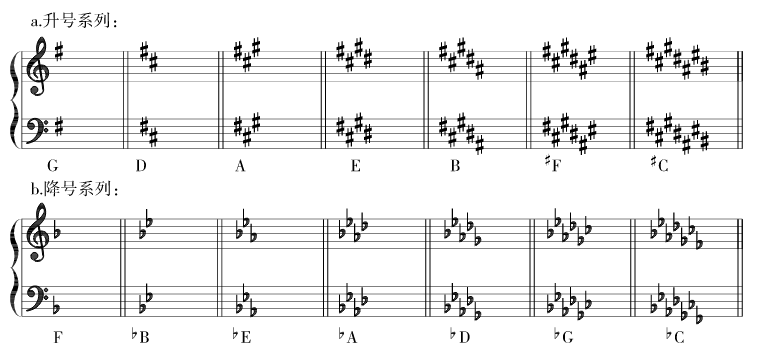 a.升号系列:
G D A E B ♯F ♯C
b.降号系列:
F ♭B ♭E ♭A ♭D ♭G ♭C